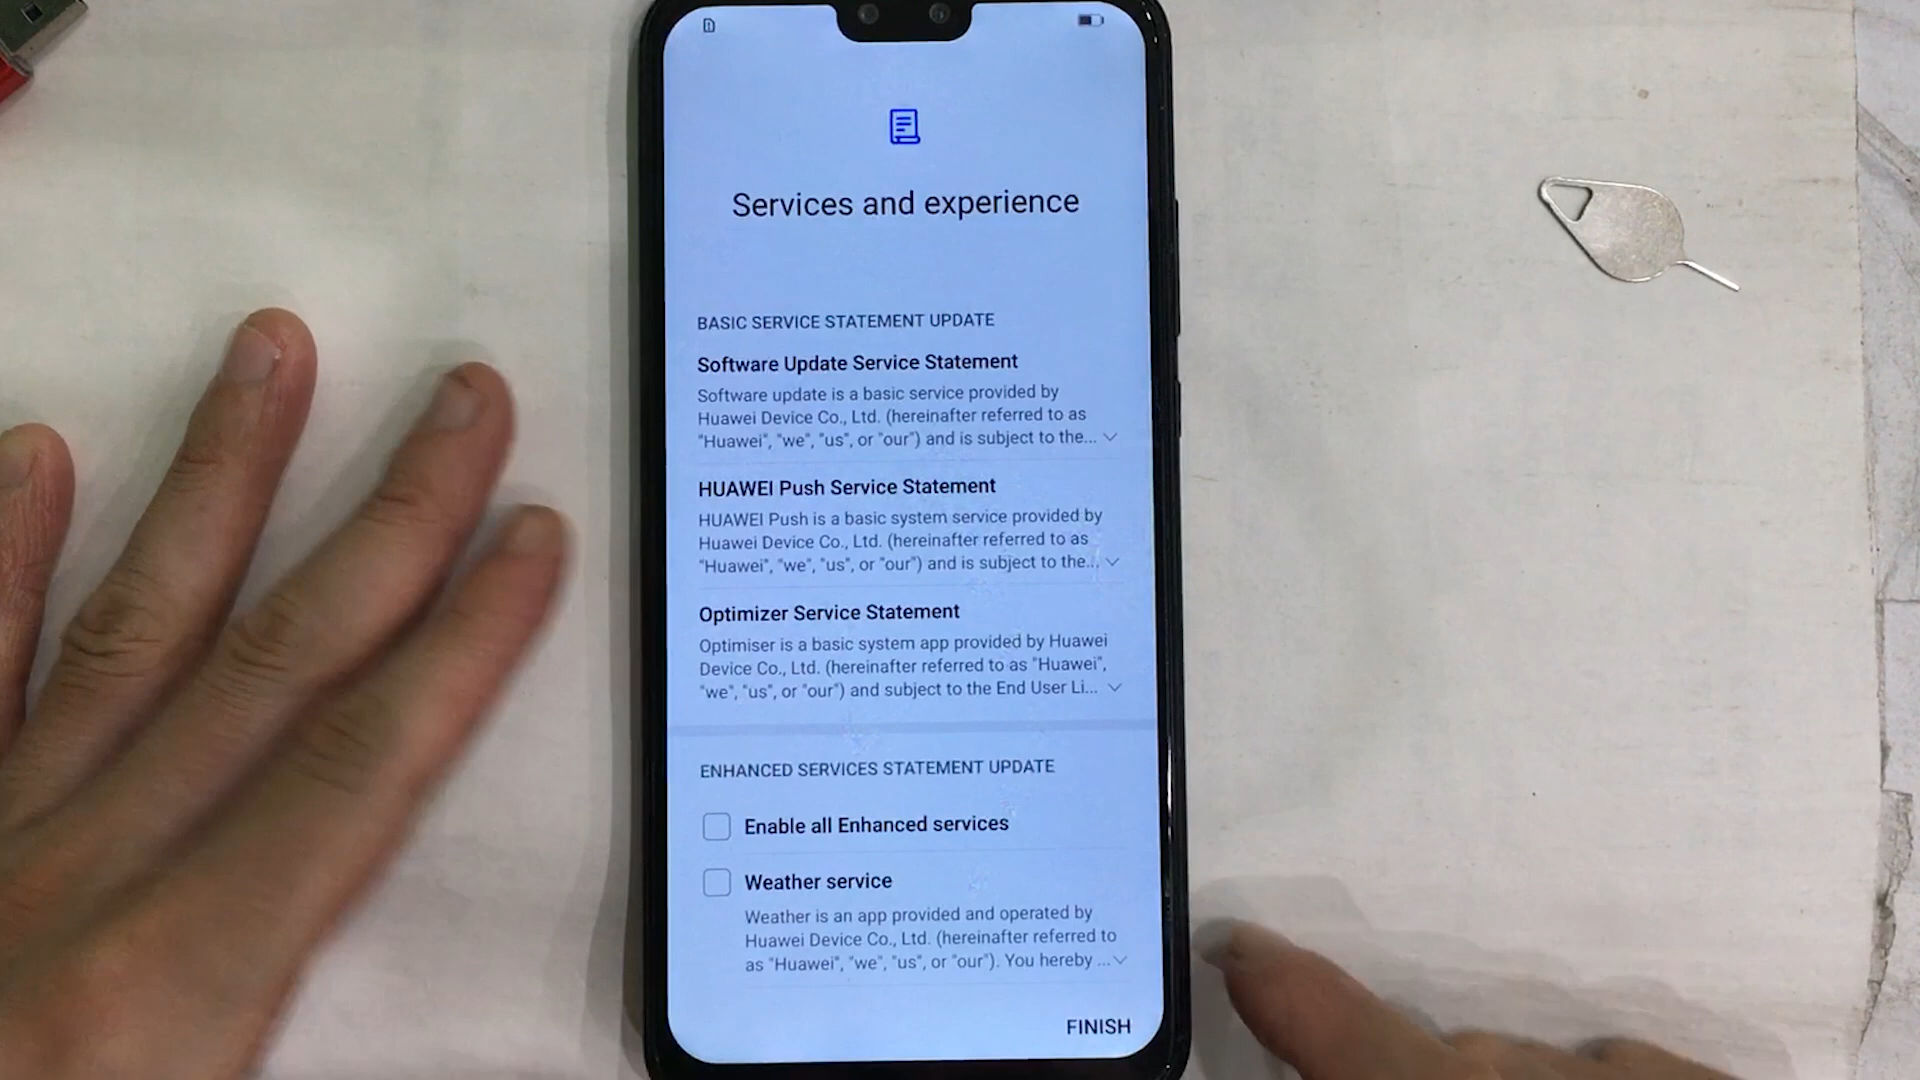 Services and experience
BASIC SERVICE STATEMENT UPDATE
Software Update Service Statement
Software update is a basic service provided by
Huawei Device Co., Ltd. (hereinafter referred to as
"Huawei", "we", "us", or "our") and is subject to the...
HUAWEI Push Service Statement
HUAWEI Push is a basic system service provided by
Huawei Device Co., Ltd. (hereinafter referred to as
"Huawei", "we", "us", or "our") and is subject to the...
Optimizer Service Statement
Optimiser is a basic system app provided by Huawei
Device Co., Ltd. (hereinafter referred to as "Huawei",
"we", "us", or "our") and subject to the End User Li...
ENHANCED SERVICES STATEMENT UPDATE
Enable all Enhanced services
Weather service
Weather is an app provided and operated by
Huawei Device Co., Ltd. (hereinafter referred to
as "Huawei", "we", "us", or "our"). You hereby ...
FINISH